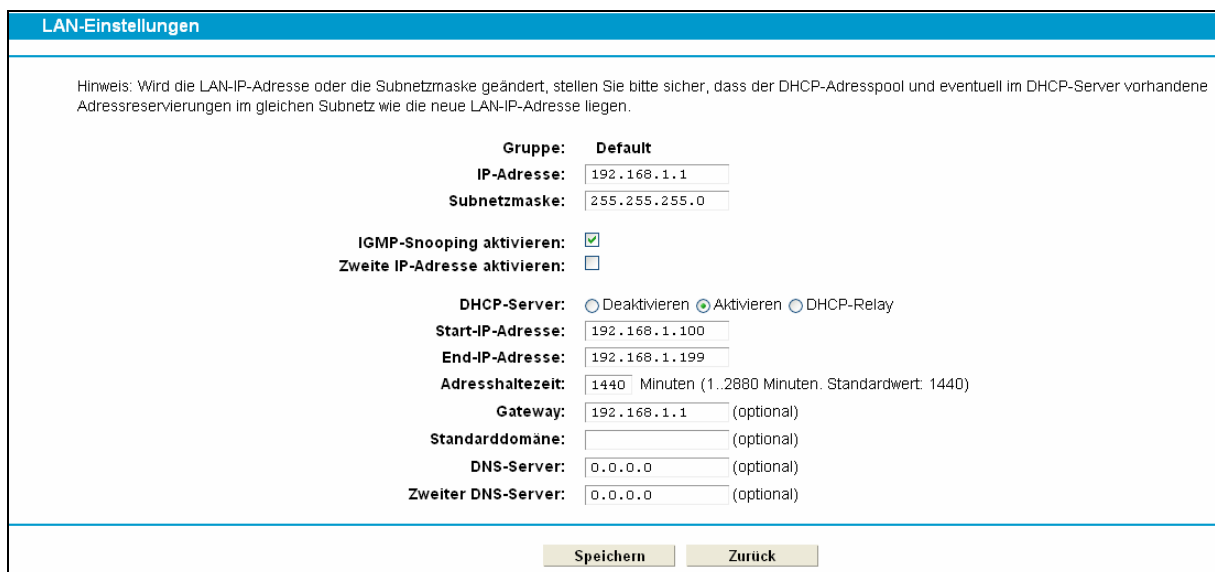 LAN-Einstellungen
Hinweis: Wird die LAN-IP-Adresse oder die Subnetzmaske geändert, stellen Sie bitte sicher, dass der DHCP-Adresspool und eventuell im DHCP-Server vorhandene
Adressreservierungen im gleichen Subnetz wie die neue LAN-IP-Adresse liegen.
Gruppe: Default
IP-Adresse: 192.168.1.1
Subnetzmaske: 255.255.255.0
IGMP-Snooping aktivieren:
Zweite IP-Adresse aktivieren:
DHCP-Server: Deaktivieren Aktivieren DHCP-Relay
Start-IP-Adresse: 192.168.1.100
End-IP-Adresse: 192.168.1.199
Adresshaltezeit: 1440 Minuten (1..2880 Minuten. Standardwert: 1440)
Gateway: 192.168.1.1 (optional)
Standarddomäne: (optional)
DNS-Server: 0.0.0.0 (optional)
Zweiter DNS-Server: 0.0.0.0 (optional)
Speichern Zurück